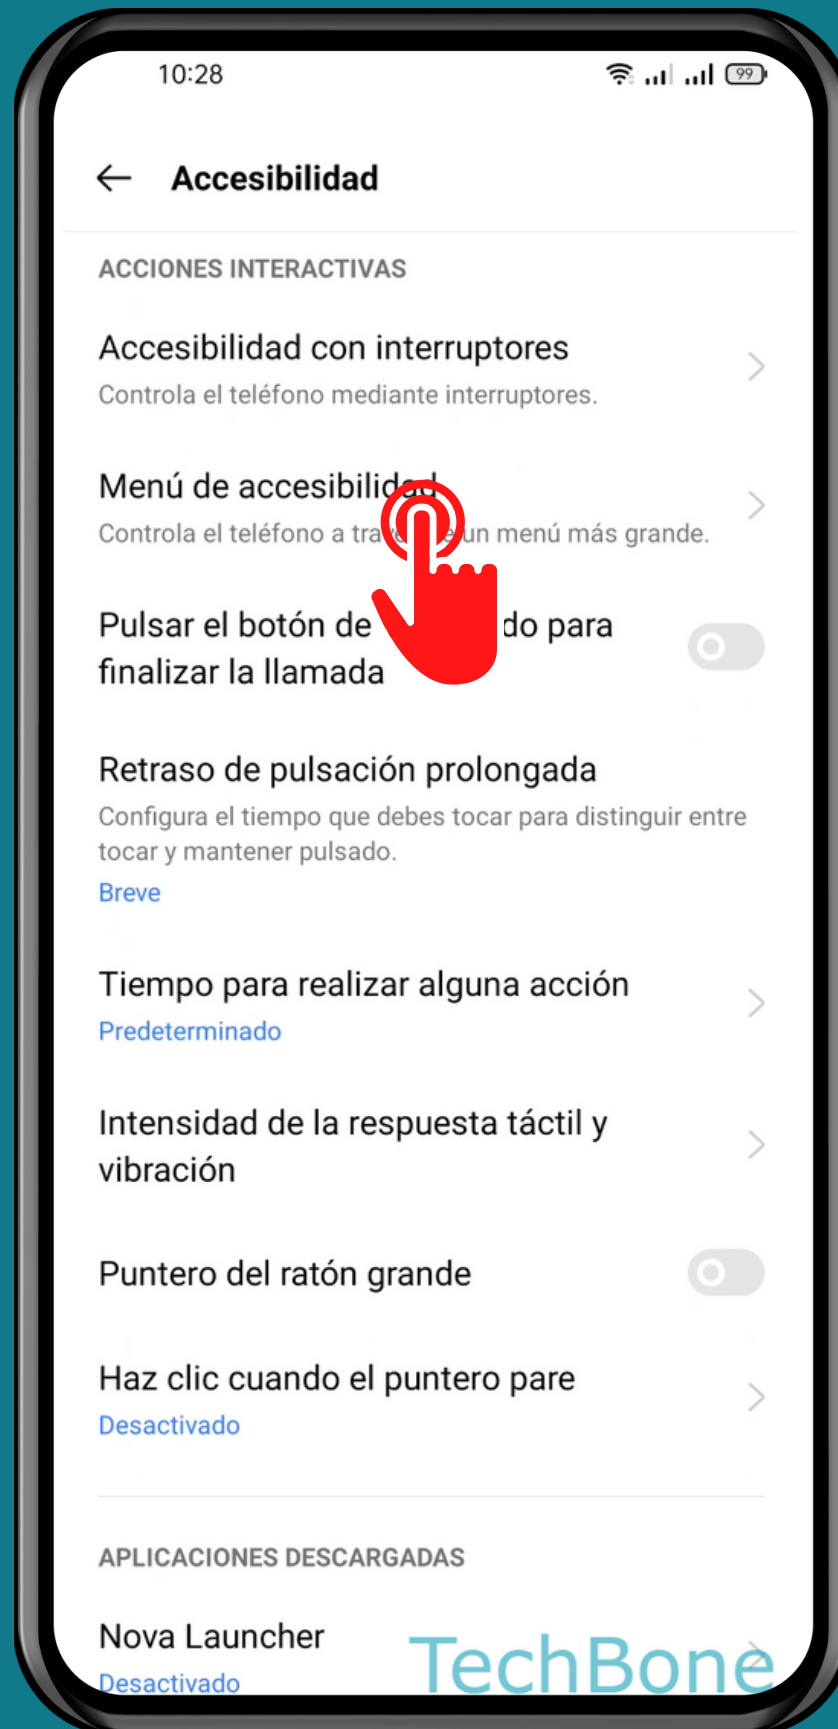 10:28
99
Accesibilidad
ACCIONES INTERACTIVAS
Accesibilidad con interruptores
Controla el teléfono mediante interruptores.
Menú de accesibilidad
Controla el teléfono a un menú más grande.
Pulsar el botón de para
finalizar la llamada
Retraso de pulsación prolongada
Configura el tiempo que debes tocar para distinguir entre
tocar y mantener pulsado.
Breve
Tiempo para realizar alguna acción
Predeterminado
Intensidad de la respuesta táctil y
vibración
Puntero del ratón grande
Haz clic cuando el puntero pare
Desactivado
APLICACIONES DESCARGADAS
Nova Launcher
Desactivado
TechBone